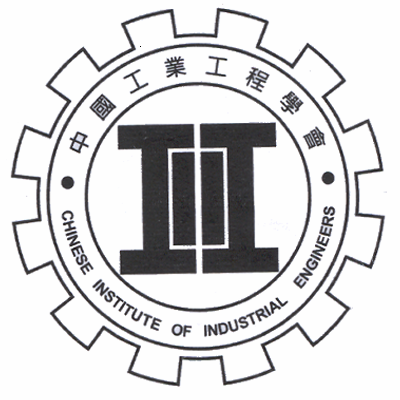 中國工業工程學會
CHINESE INSTITUTE OF INDUSTRIAL ENGINEERS